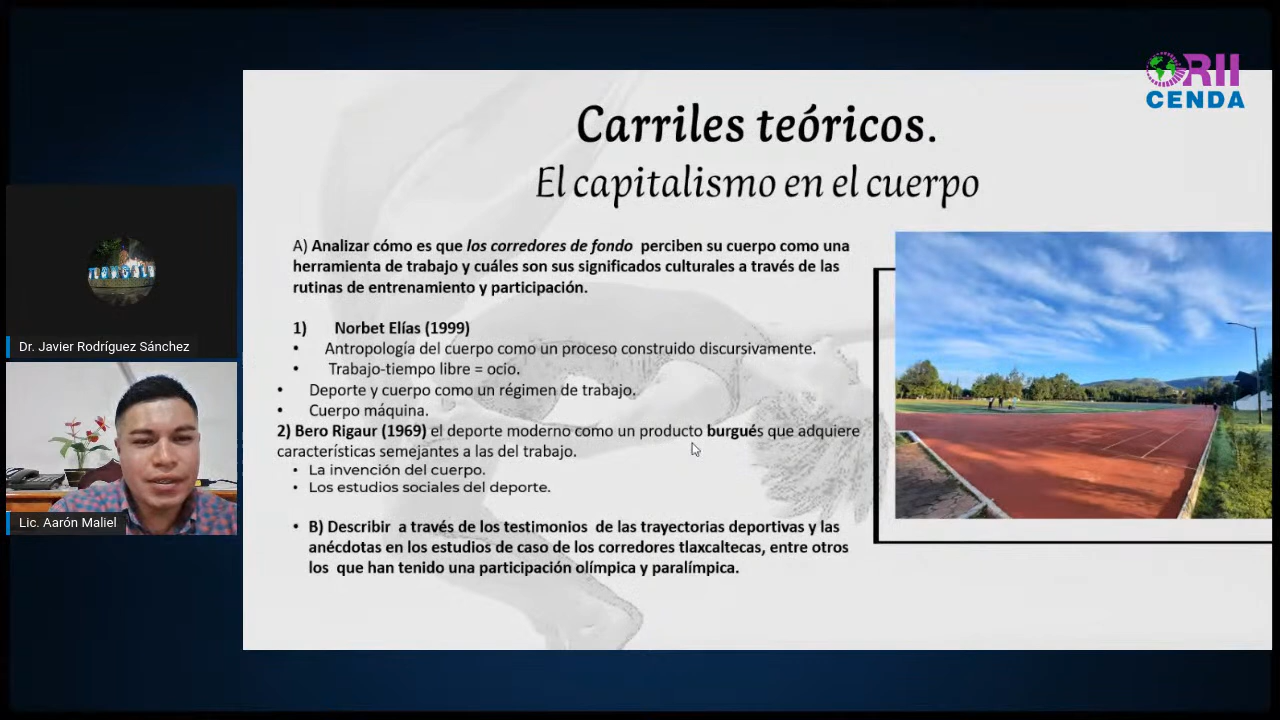 ORII
CENDA
Carriles teóricos.
El capitalismo en el cuerpo
A) Analizar cómo es que los corredores de fondo perciben su cuerpo como una
herramienta de trabajo y cuáles son sus significados culturales a través de las
rutinas de entrenamiento y participación.
1) Norbet Elías (1999)
• Antropología del cuerpo como un proceso construido discursivamente.
• Trabajo-tiempo libre = ocio.
• Deporte y cuerpo como un régimen de trabajo.
• Cuerpo máquina.
2) Bero Rigaur (1969) el deporte moderno como un producto burgués que adquiere
características semejantes a las del trabajo.
• La invención del cuerpo.
• Los estudios sociales del deporte.
• B) Describir a través de los testimonios de las trayectorias deportivas y las
anécdotas en los estudios de caso de los corredores tlaxcaltecas, entre otros
los que han tenido una participación olímpica y paralímpica.
Dr. Javier Rodríguez Sánchez
Lic. Aarón Maliel